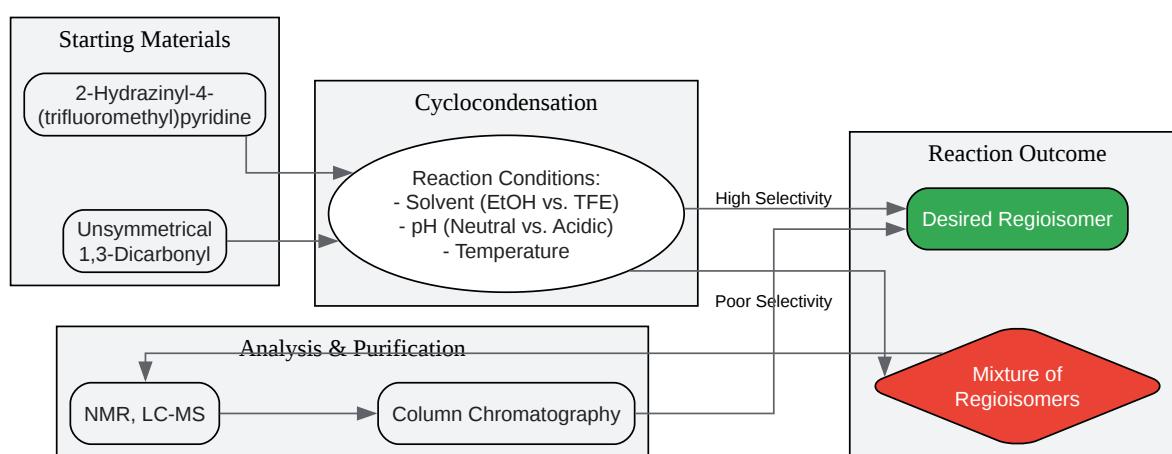 Starting Materials
2-Hydrazinyl-4-
(trifluoromethyl)pyridine
Unsymmetrical
1,3-Dicarbonyl
Cyclocondensation
Reaction Conditions:
- Solvent (EtOH vs. TFE)
- pH (Neutral vs. Acidic)
- Temperature
High Selectivity
Poor Selectivity
Reaction Outcome
Desired Regioisomer
Mixture of
Regioisomers
Analysis & Purification
NMR, LC-MS
Column Chromatography